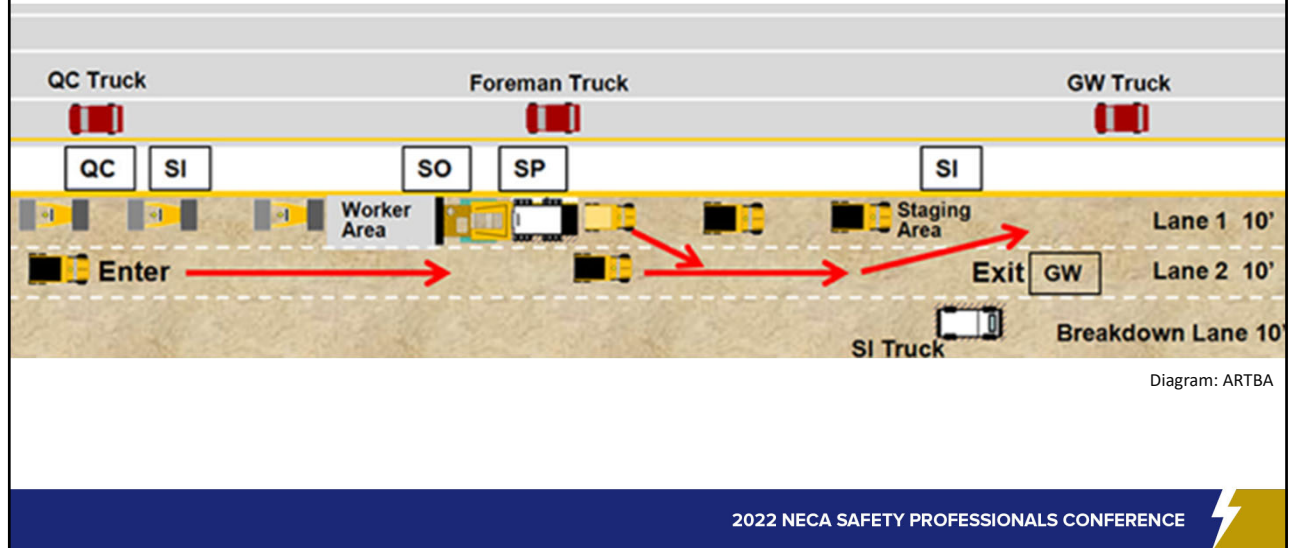 QC Truck
Foreman Truck
GW Truck
QC
SI
SO
SP
SI
Worker
Area
Staging
Area
Lane 1 10'
Enter
Exit
GW
Lane 2 10'
SI Truck
Breakdown Lane 10'
Diagram: ARTBA
2022 NECA SAFETY PROFESSIONALS CONFERENCE